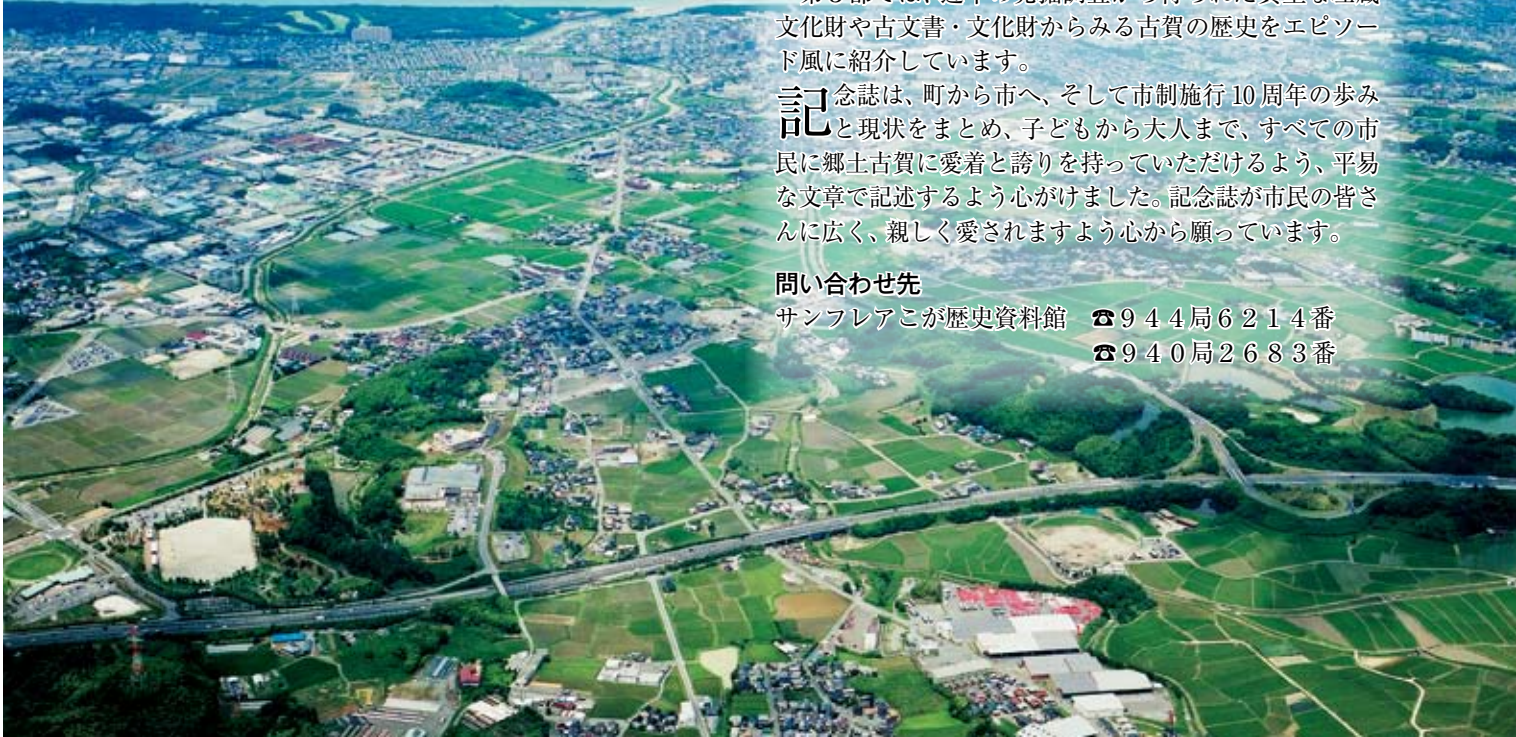 文化財や古文書・文化財からみる古賀の歴史をエピソー
ド風に紹介しています。
記念誌は、町から市へ、そして市制施行10周年の歩み
と現状をまとめ、子どもから大人まで、すべての市
民に郷土古賀に愛着と誇りを持っていただけるよう、平易
な文章で記述するよう心がけました。記念誌が市民の皆さ
んに広く、親しく愛されますよう心から願っています。
問い合わせ先
サンフレアこが歴史資料館 ☎944局6214番
☎940局2683番